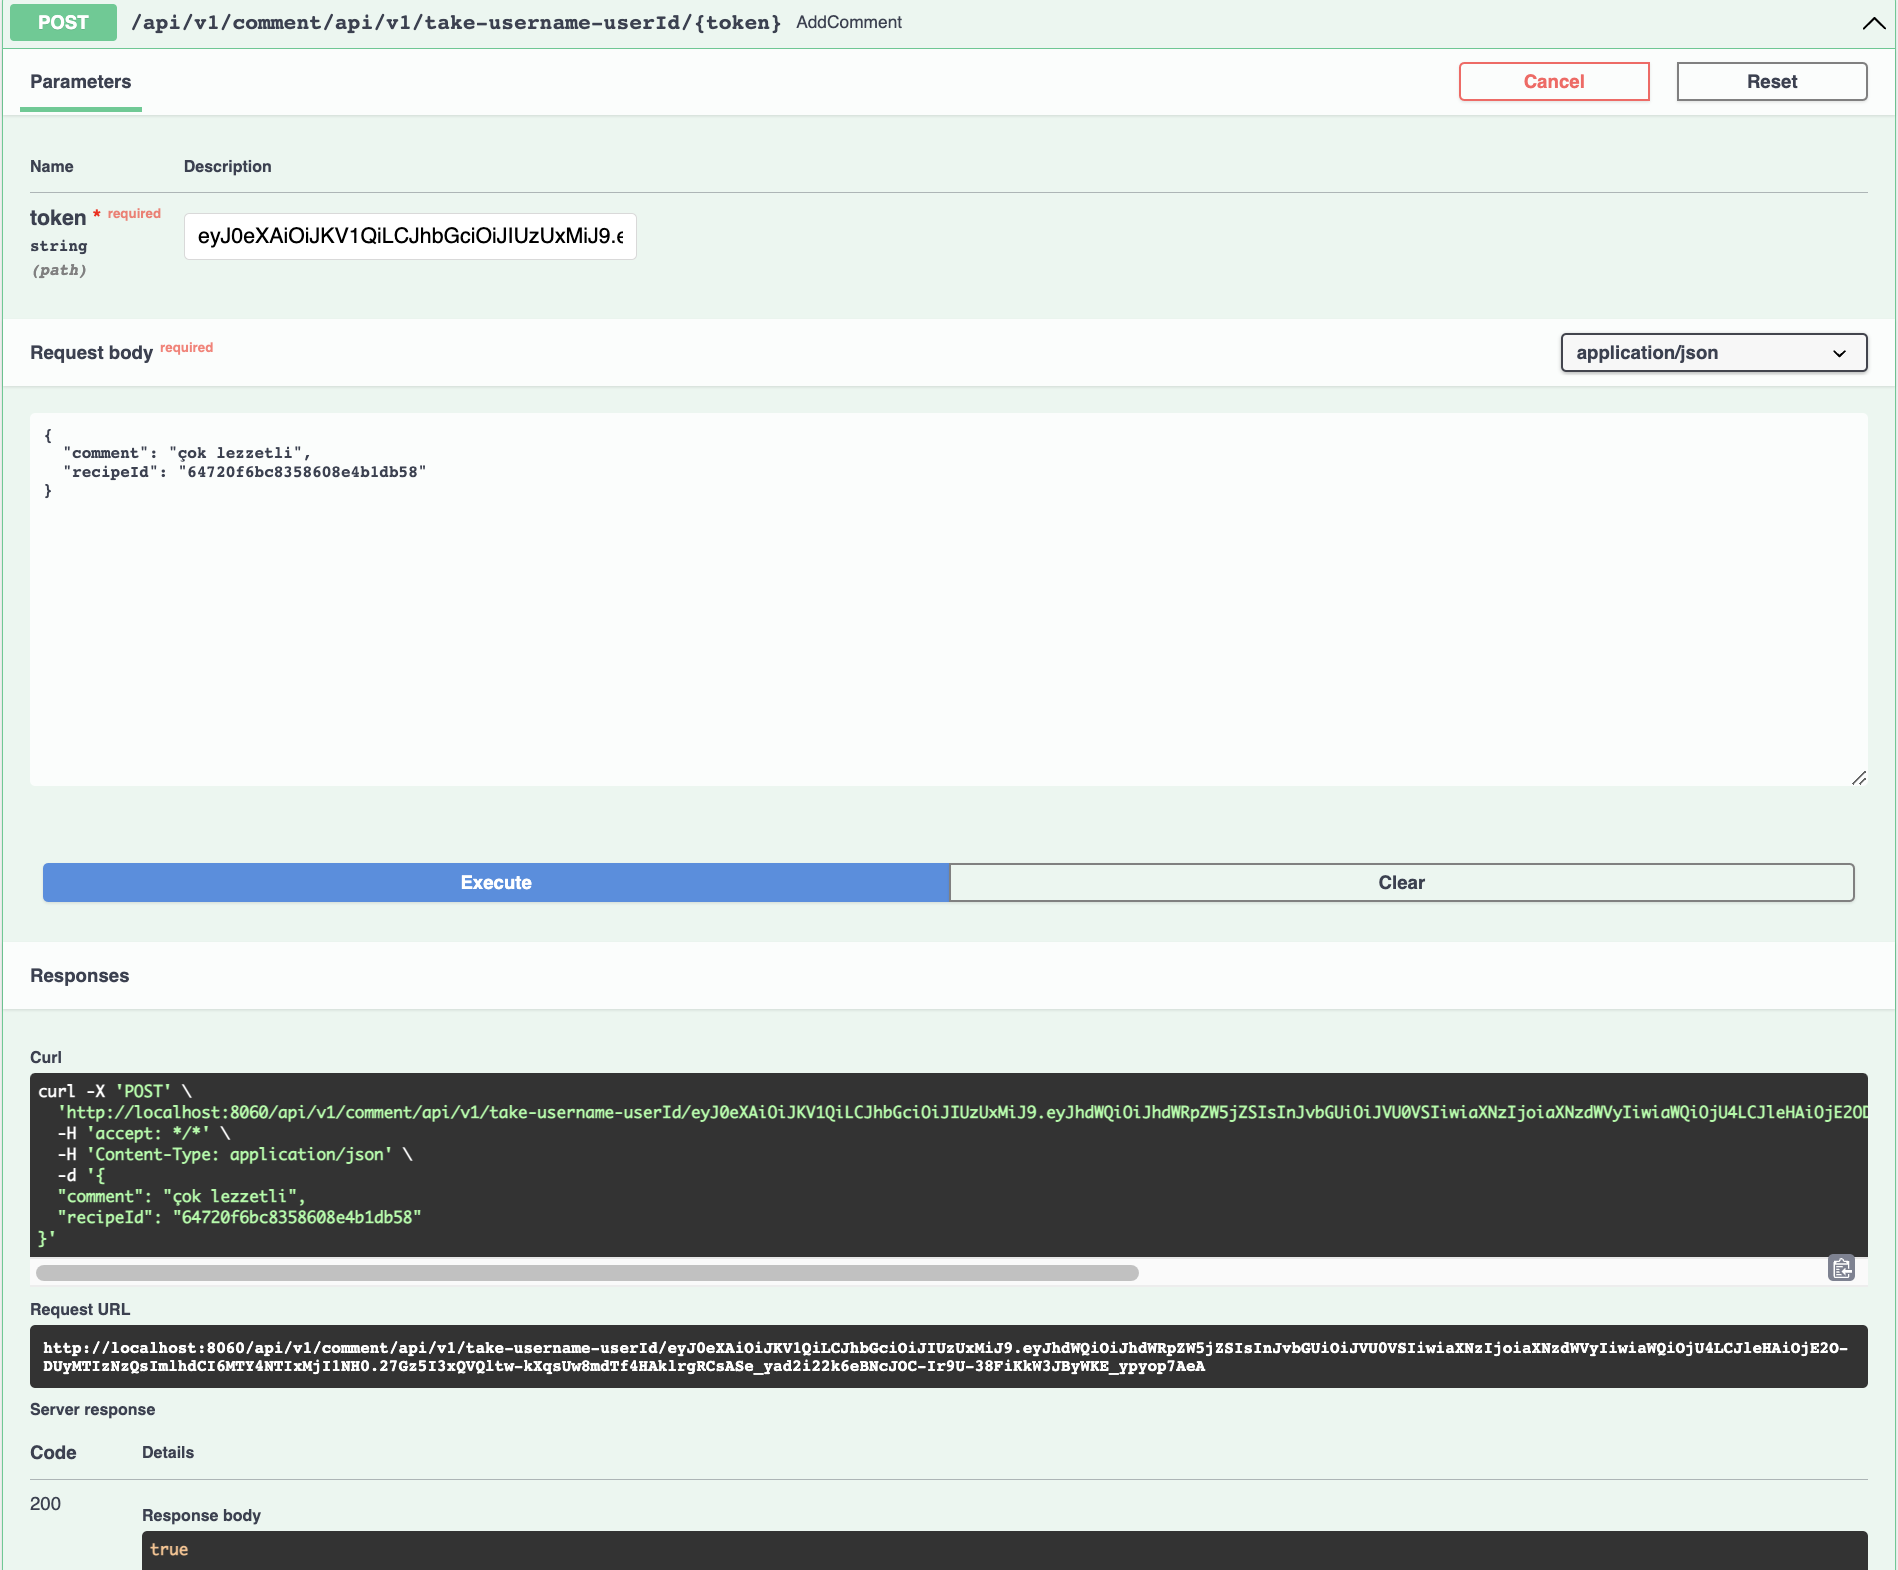 POST /api/v1/comment/api/v1/take-username-userId/{token} AddComment
Parameters
Cancel
Reset
Name Description
token * required
string
(path)
eyJ0eXAiOiJKV1QiLCJhbGciOiJIUzUxMiJ9.e
Request body required
application/json
{
"comment": "çok lezzetli",
"recipeId": "64720f6bc8358608e4b1db58"
}
Execute
Clear
Responses
Curl
curl -X 'POST' \
'http://localhost:8060/api/v1/comment/api/v1/take-username-userId/eyJ0eXAiOiJKV1QiLCJhbGciOiJIUzUxMiJ9.eyJhdWQiOiJhdWRpZW5jZSIsInJvbGUiOiJVU0VSIiwiaXNzIjoiaXNzdWVyIiwiaWQiOjU4LCJleHAiOjE2OD
-H 'accept: */*' \
-H 'Content-Type: application/json' \
-d '{
"comment": "çok lezzetli",
"recipeId": "64720f6bc8358608e4b1db58"
}'
Request URL
http://localhost:8060/api/v1/comment/api/v1/take-username-userId/eyJ0eXAiOiJKV1QiLCJhbGciOiJIUzUxMiJ9.eyJhdWQiOiJhdWRpZW5jZSIsInJvbGUiOiJVU0VSIiwiaXNzIjoiaXNzdWVyIiwiaWQiOjU4LCJleHAiOjE2O-
DUyMTIzNzQsImlhdCI6MTY4NTIxMjI1NH0.27Gz5I3xQVQltw-kXqsUw8mdTf4HAklrgRCsASe_yad2i22k6eBNcJOC-Ir9U-38FiKkW3JByWKE_ypyop7AeA
Server response
Code Details
200
Response body
true